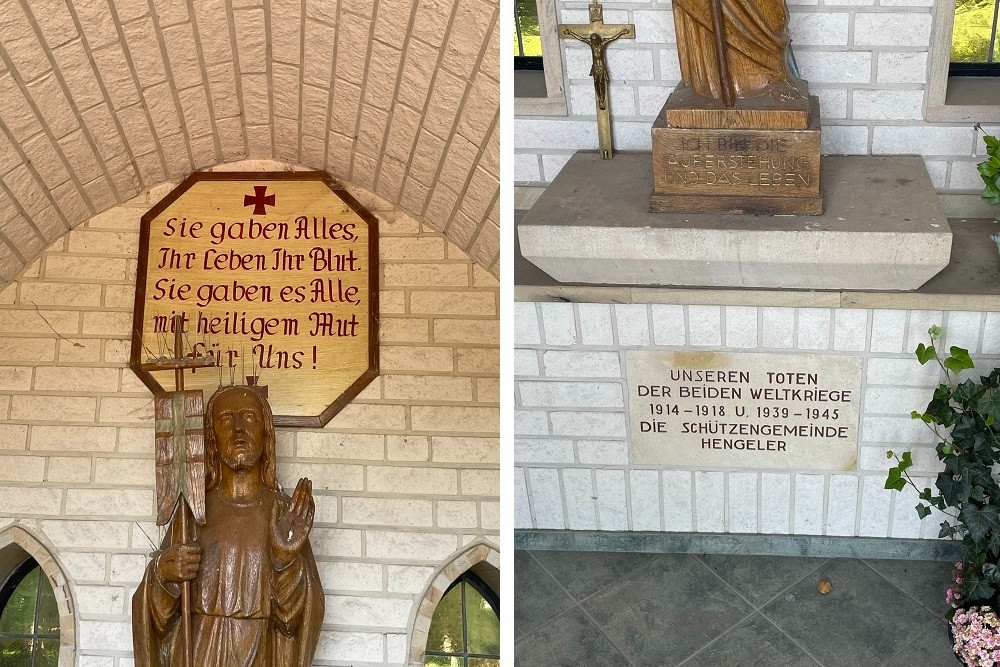 Sie gaben Alles,
Ihr Leben Ihr Blut.
Sie gaben es Alle,
mit heiligem Mut
für Uns!
ICH BIN DIE
AUFERSTEHUNG
UND DAS LEBEN
UNSEREN TOTEN
DER BEIDEN WELTKRIEGE
1914-1918 U. 1939-1945
DIE SCHÜTZENGEMEINDE
HENGELER